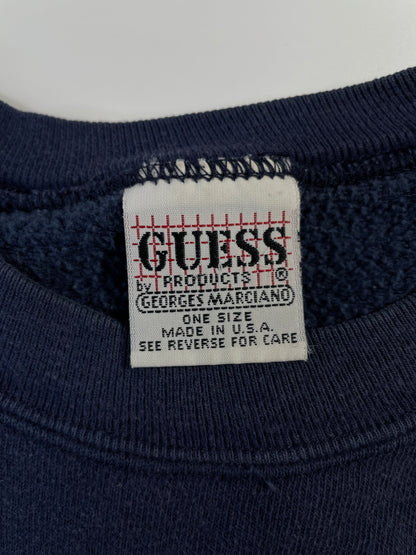 GUESS
by PRODUCTS ®
GEORGES MARCIANO
ONE SIZE
MADE IN U.S.A.
SEE REVERSE FOR CARE